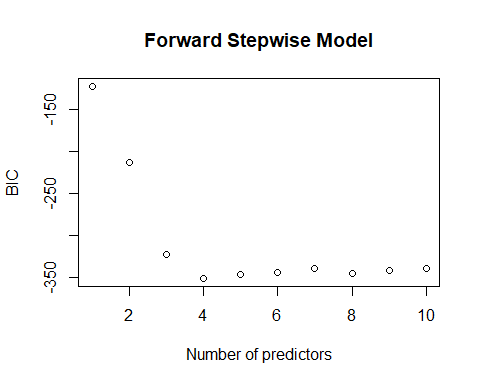 Forward Stepwise Model
BIC
-150
-250
-350
2 4 6 8 10
Number of predictors